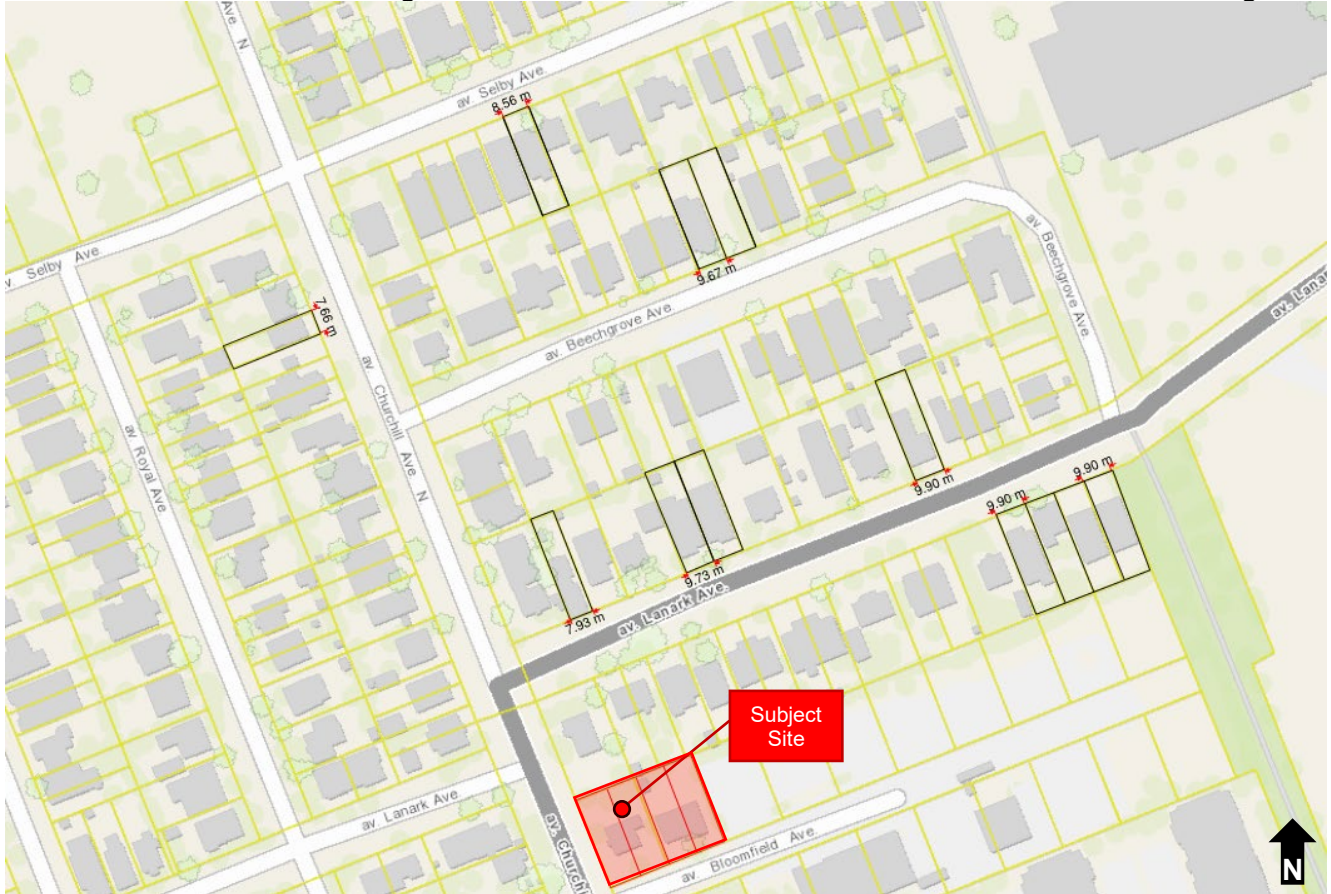 Ave N
av. Selby Ave.
8.56 m
9.67 m
av. Beechgrove Ave.
av. Beechgrove Ave
v. Selby Ave
7.66 m
av. Churchill Ave N
av. Royal Ave
av. Lanar
9.90 m
9.90 m
9.90 m
9.73 m
7.93 m
av. Lanark Ave.
Subject
Site
av. Lanark Ave
av. Churchi
av. Bloomfield Ave.
N